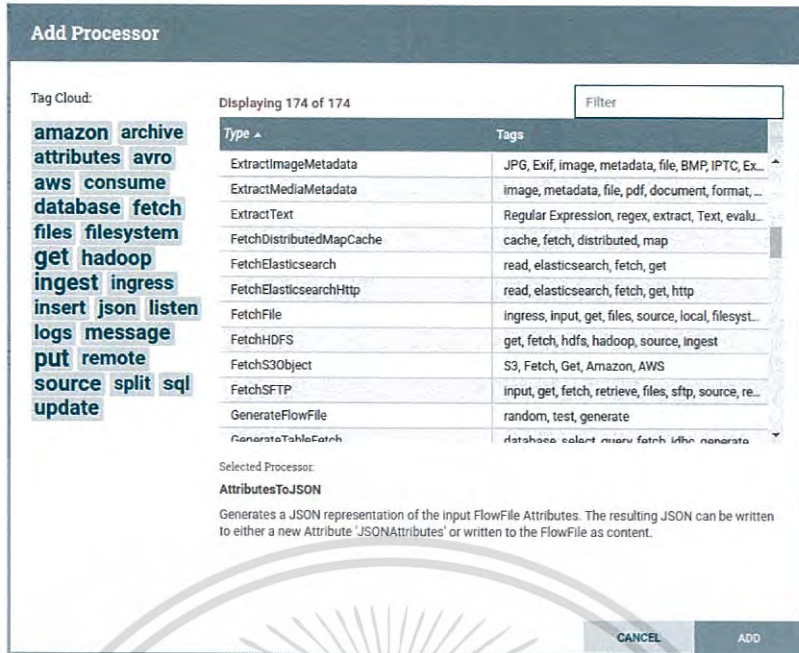 Add Processor
Tag Cloud:
amazon archive
attributes avro
aws consume
database fetch
files filesystem
get hadoop
ingest ingress
insert json listen
logs message
put remote
source split sql
update
Displaying 174 of 174
Filter
Type Tags
ExtractImageMetadata JPG, Exif, image, metadata, file, BMP, IPTC, Ex...
ExtractMediaMetadata image, metadata, file, pdf, document, format, ...
ExtractText Regular Expression, regex, extract, Text, evalu...
FetchDistributedMapCache cache, fetch, distributed, map
FetchElasticsearch read, elasticsearch, fetch, get
FetchElasticsearchHttp read, elasticsearch, fetch, get, http
FetchFile ingress, input, get, files, source, local, filesyst...
FetchHDFS get, fetch, hdfs, hadoop, source, ingest
FetchS3Object S3, Fetch, Get, Amazon, AWS
FetchSFTP input, get, fetch, retrieve, files, sftp, source, re...
GenerateFlowFile random, test, generate
GenerateTableFetch database, select, query, fetch, jdbc, generate
Selected Processor:
AttributesToJSON
Generates a JSON representation of the input FlowFile Attributes. The resulting JSON can be written
to either a new Attribute 'JSONAttributes' or written to the FlowFile as content.
CANCEL ADD